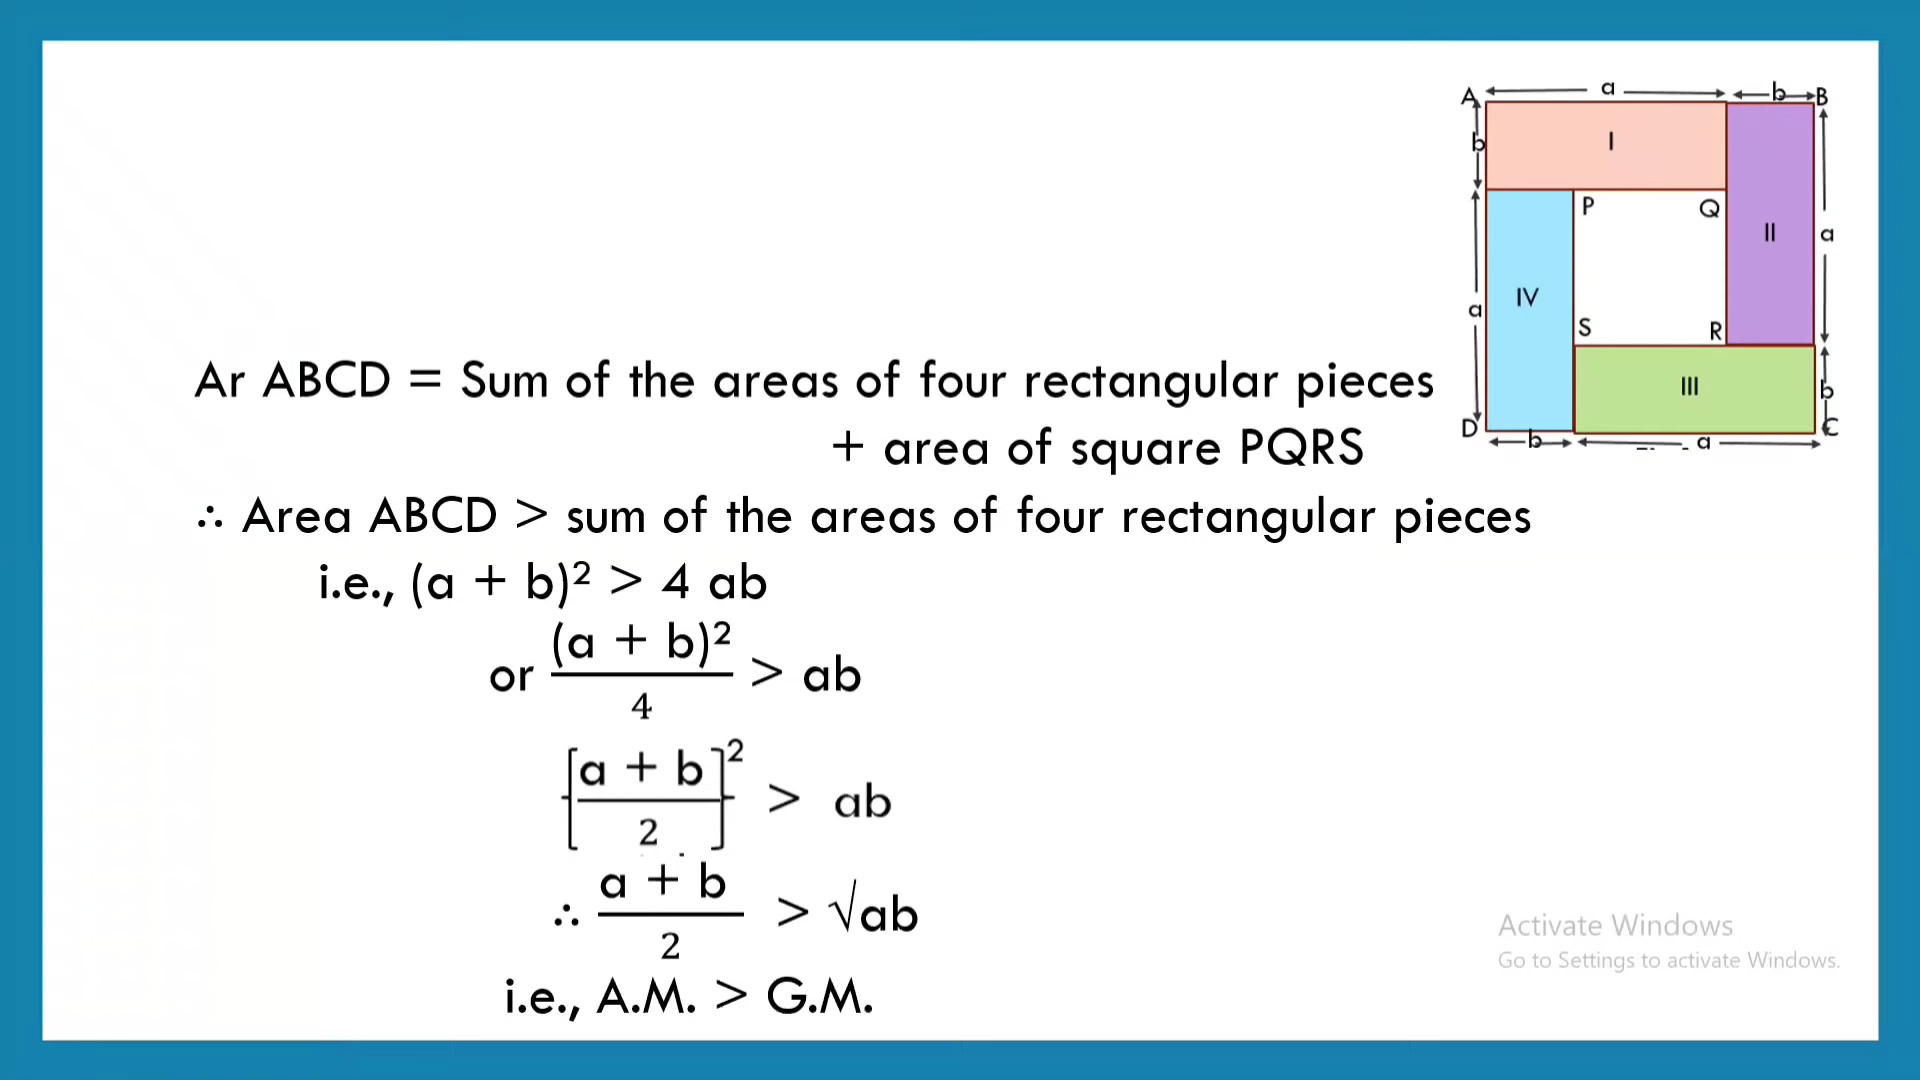 A a b B
b I
P Q
II a
IV
a
S R
III b
D b a C
Ar ABCD = Sum of the areas of four rectangular pieces
+ area of square PQRS
∴ Area ABCD > sum of the areas of four rectangular pieces
i.e., (a + b)² > 4 ab
or (a + b)²/4 > ab
[a + b/2]² > ab
∴ a + b/2 > √ab
i.e., A.M. > G.M.
Activate Windows
Go to Settings to activate Windows.